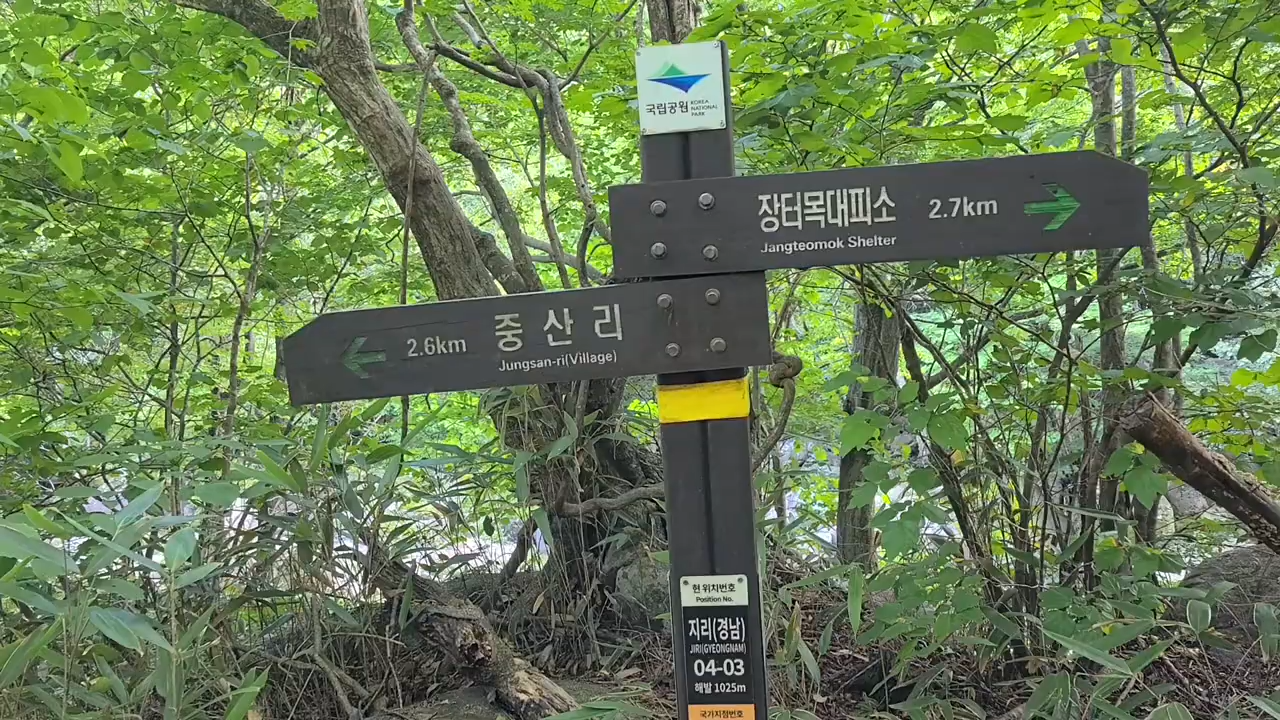 국립공원 KOREA NATIONAL PARK
장터목대피소 2.7km
Jangteomok Shelter
2.6km 중산리
Jungsan-ri(Village)
현 위치번호
Position No.
지리(경남)
JIRI(GYEONGNAM)
04-03
해발 1025m
국가지점번호